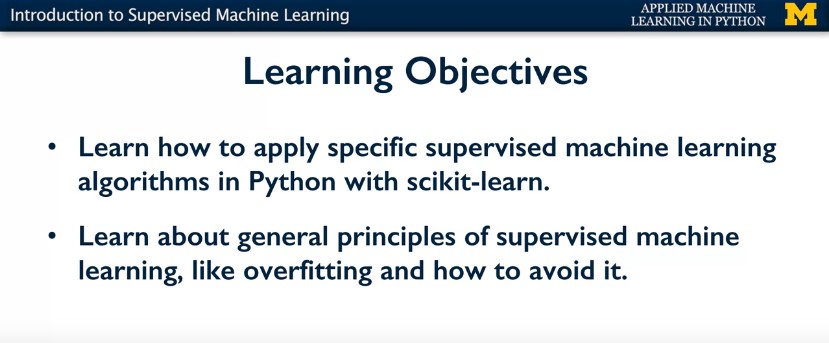 Introduction to Supervised Machine Learning
APPLIED MACHINE
LEARNING IN PYTHON
M
Learning Objectives
• Learn how to apply specific supervised machine learning
algorithms in Python with scikit-learn.
• Learn about general principles of supervised machine
learning, like overfitting and how to avoid it.